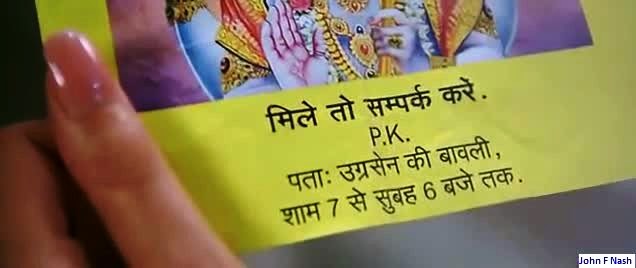 मिले तो सम्पर्क करें.
P.K.
पता: उग्रसेन की बावली,
शाम 7 से सुबह 6 बजे तक.
John F Nash